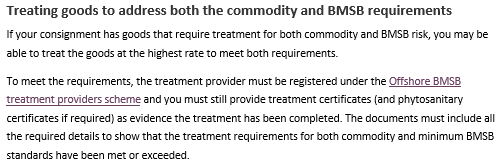 Treating goods to address both the commodity and BMSB requirements
If your consignment has goods that require treatment for both commodity and BMSB risk, you may be
able to treat the goods at the highest rate to meet both requirements.
To meet the requirements, the treatment provider must be registered under the Offshore BMSB
treatment providers scheme and you must still provide treatment certificates (and phytosanitary
certificates if required) as evidence the treatment has been completed. The documents must include all
the required details to show that the treatment requirements for both commodity and minimum BMSB
standards have been met or exceeded.